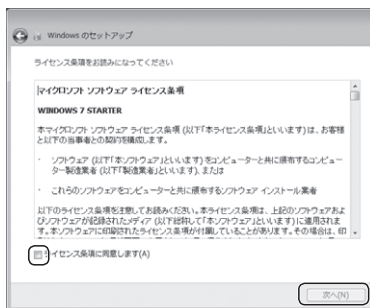 Windows のセットアップ
ライセンス条項をお読みになってください
マイクロソフト ソフトウェア ライセンス条項
WINDOWS 7 STARTER
本マイクロソフト ソフトウェア ライセンス条項 (以下「本ライセンス条項」といいます) は、お客様
と以下の当事者との契約を構成します。
· ソフトウェア (以下「本ソフトウェア」といいます) をコンピューターと共に頒布するコンピュー
ター製造業者 (以下「製造業者」といいます)、または
· これらのソフトウェアをコンピューターと共に頒布するソフトウェア インストール業者
以下のライセンス条項を注意してお読みください。本ライセンス条項は、上記のソフトウェアおよ
びソフトウェアが記録されたメディア (以下総称して「本ソフトウェア」といいます) に適用されま
す。本ソフトウェアに印刷されたライセンス条項が付属していることがあります。その場合は、印
ライセンス条項に同意します(A)
次へ(N)